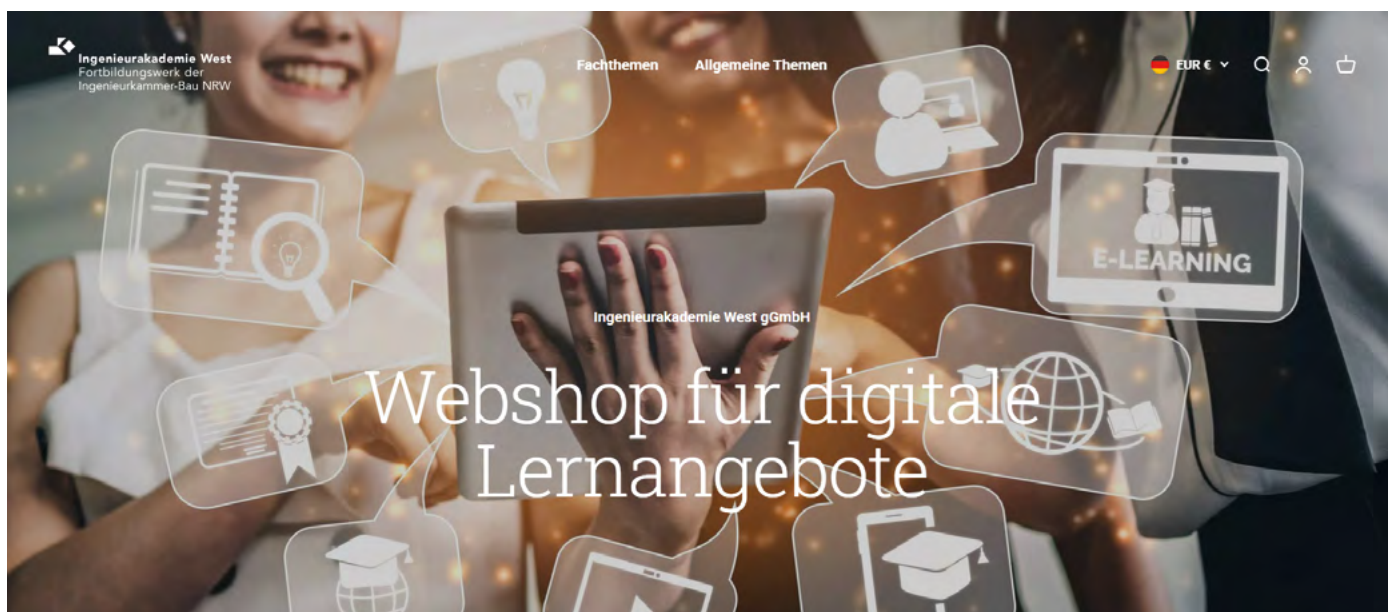 Ingenieurakademie West
Fortbildungswerk der
Ingenieurkammer-Bau NRW
Fachthemen
Allgemeine Themen
EUR €
E-LEARNING
Ingenieurakademie West gGmbH
Webshop für digitale
Lernangebote